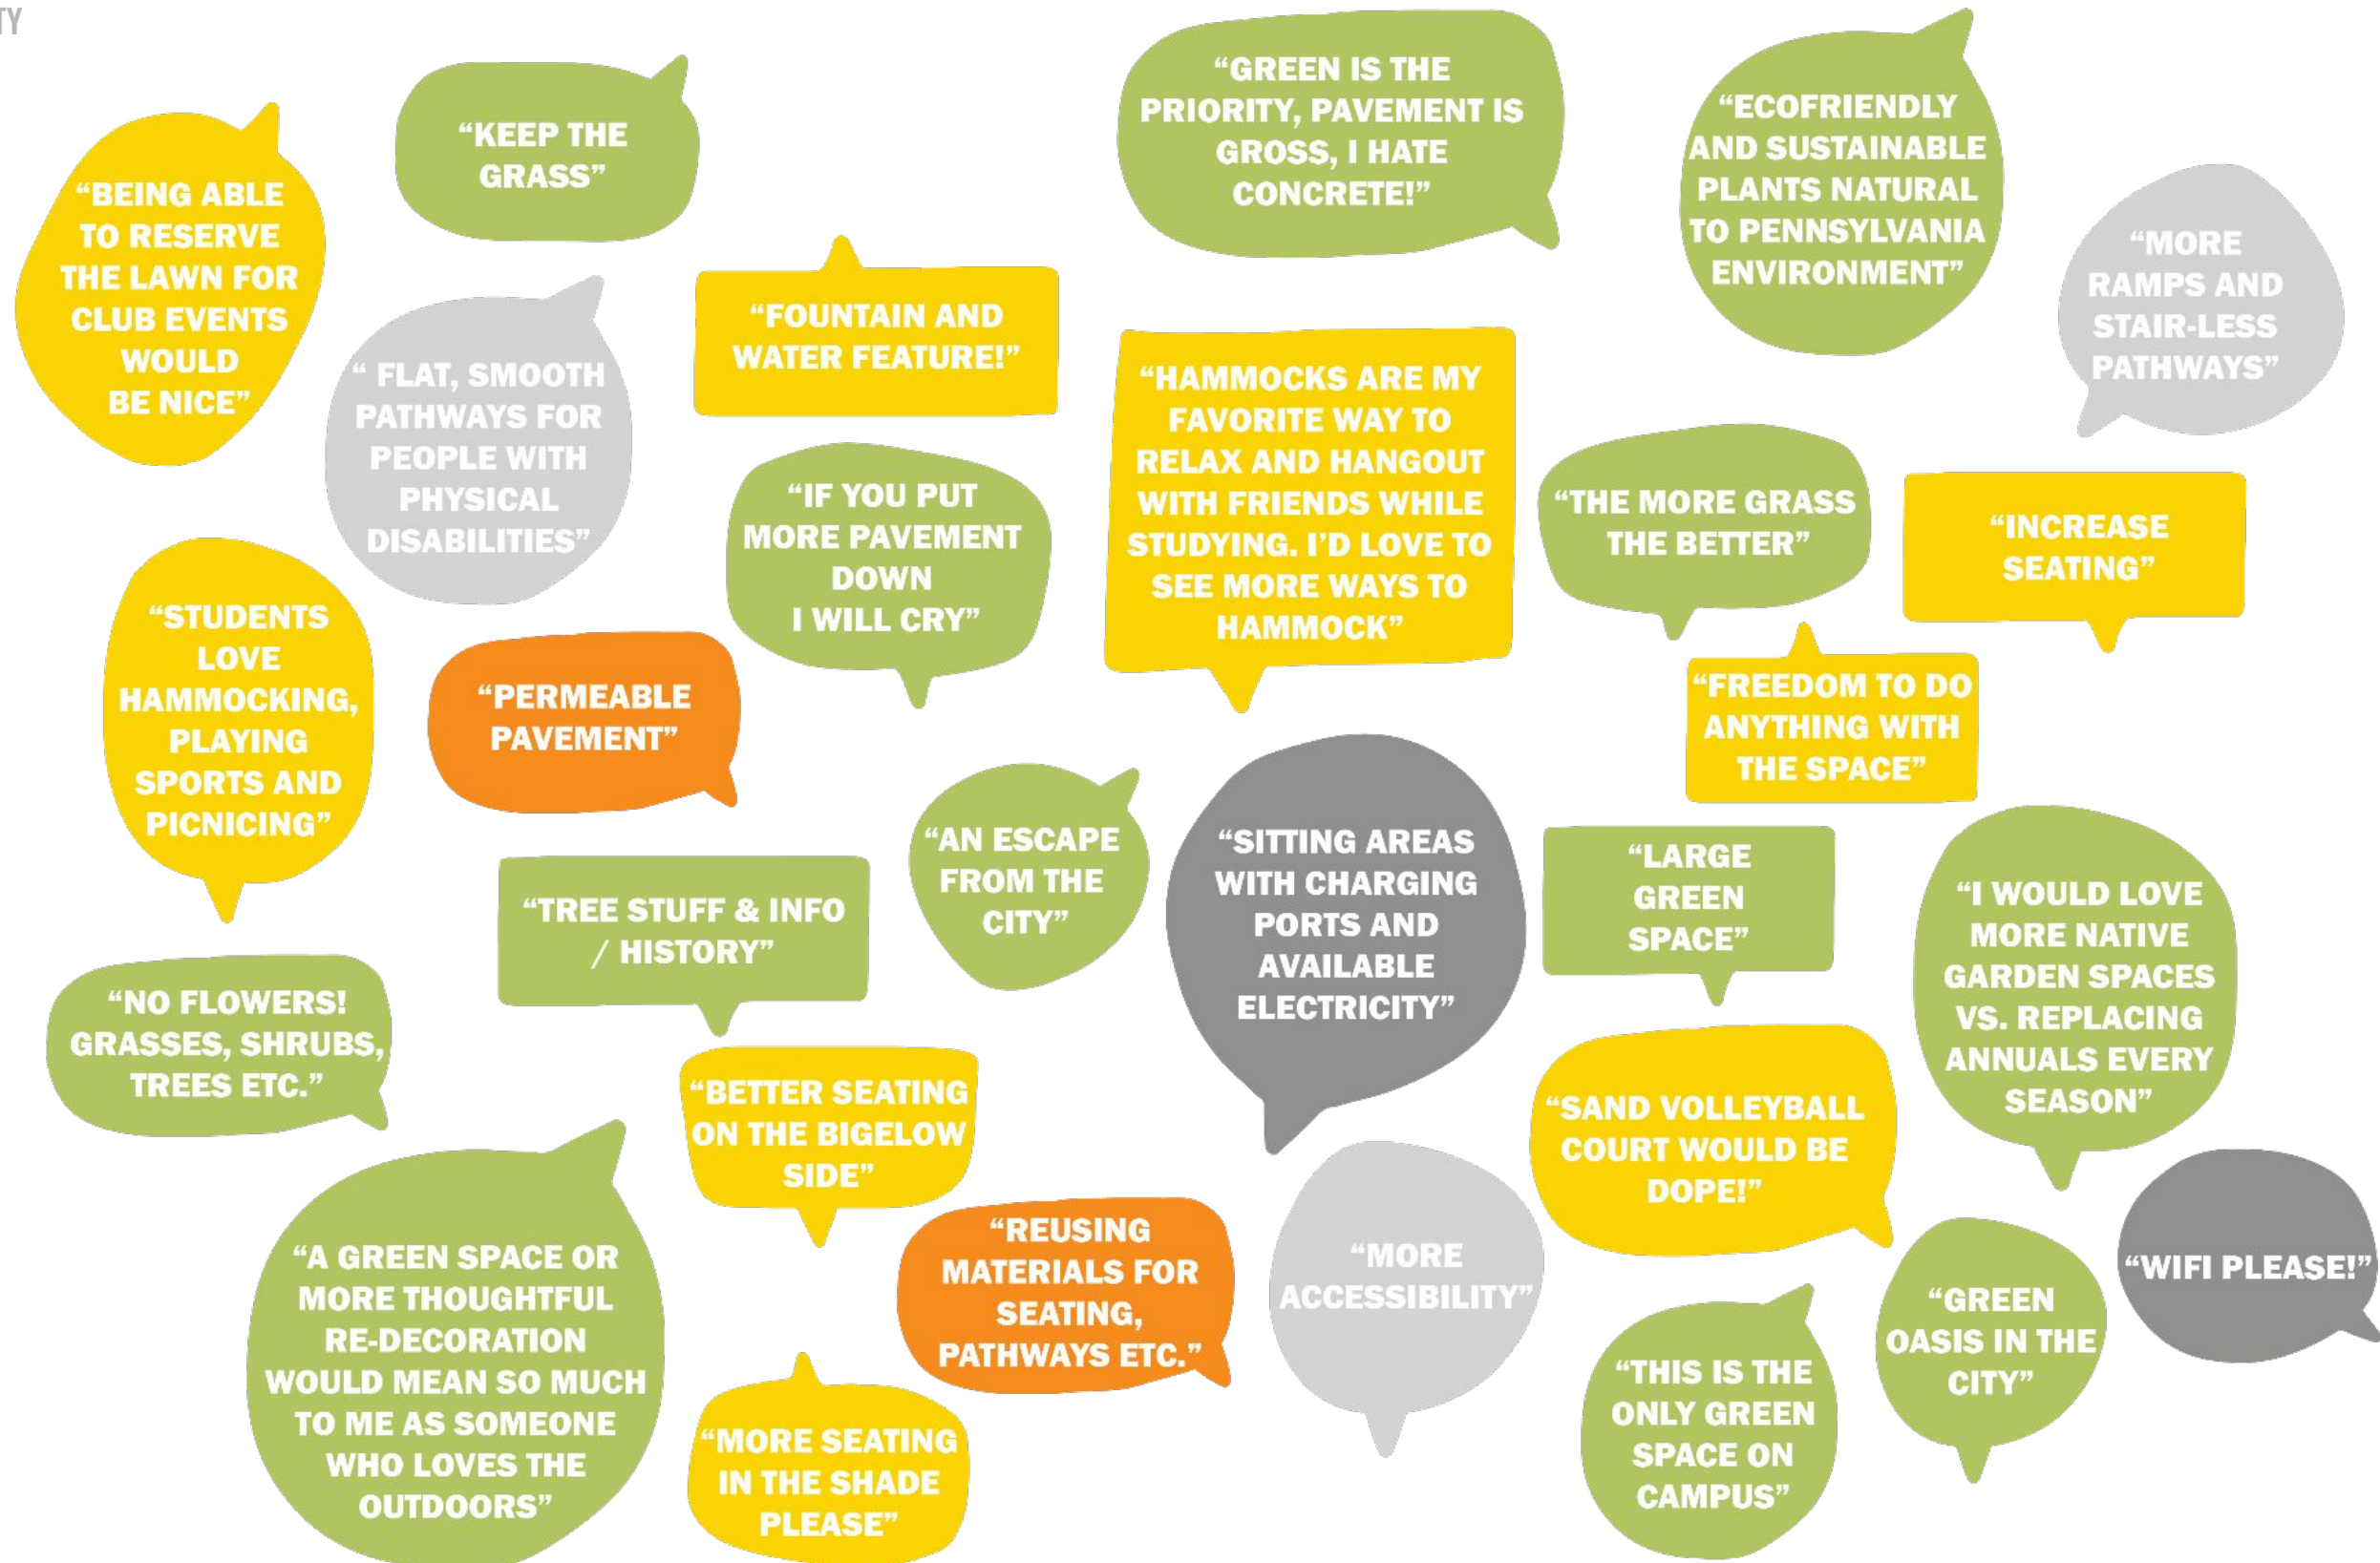 TY
“KEEP THE
GRASS”
“GREEN IS THE
PRIORITY, PAVEMENT IS
GROSS, I HATE
CONCRETE!”
“ECOFRIENDLY
AND SUSTAINABLE
PLANTS NATURAL
TO PENNSYLVANIA
ENVIRONMENT”
“BEING ABLE
TO RESERVE
THE LAWN FOR
CLUB EVENTS
WOULD
BE NICE”
“MORE
RAMPS AND
STAIR-LESS
PATHWAYS”
“ FLAT, SMOOTH
PATHWAYS FOR
PEOPLE WITH
PHYSICAL
DISABILITIES”
“FOUNTAIN AND
WATER FEATURE!”
“HAMMOCKS ARE MY
FAVORITE WAY TO
RELAX AND HANGOUT
WITH FRIENDS WHILE
STUDYING. I’D LOVE TO
SEE MORE WAYS TO
HAMMOCK”
“IF YOU PUT
MORE PAVEMENT
DOWN
I WILL CRY”
“THE MORE GRASS
THE BETTER”
“INCREASE
SEATING”
“STUDENTS
LOVE
HAMMOCKING,
PLAYING
SPORTS AND
PICNICING”
“PERMEABLE
PAVEMENT”
“FREEDOM TO DO
ANYTHING WITH
THE SPACE”
“TREE STUFF & INFO
/ HISTORY”
“AN ESCAPE
FROM THE
CITY”
“SITTING AREAS
WITH CHARGING
PORTS AND
AVAILABLE
ELECTRICITY”
“LARGE
GREEN
SPACE”
“I WOULD LOVE
MORE NATIVE
GARDEN SPACES
VS. REPLACING
ANNUALS EVERY
SEASON”
“NO FLOWERS!
GRASSES, SHRUBS,
TREES ETC.”
“BETTER SEATING
ON THE BIGELOW
SIDE”
“SAND VOLLEYBALL
COURT WOULD BE
DOPE!”
“A GREEN SPACE OR
MORE THOUGHTFUL
RE-DECORATION
WOULD MEAN SO MUCH
TO ME AS SOMEONE
WHO LOVES THE
OUTDOORS”
“REUSING
MATERIALS FOR
SEATING,
PATHWAYS ETC.”
“MORE
ACCESSIBILITY”
“WIFI PLEASE!”
“GREEN
OASIS IN THE
CITY”
“THIS IS THE
ONLY GREEN
SPACE ON
CAMPUS”
“MORE SEATING
IN THE SHADE
PLEASE”